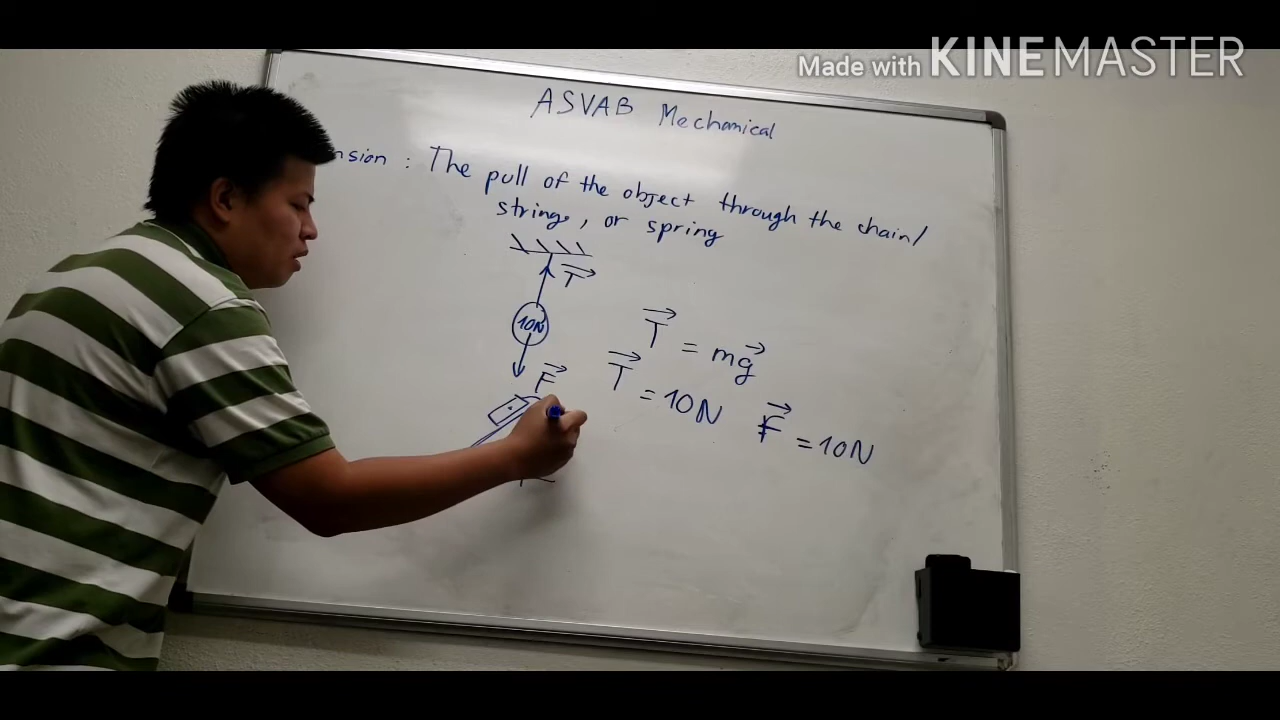 Made with KINEMASTER
ASVAB Mechanical
nsion : The pull of the object through the chain/
string, or spring
T
10N
F
T = mg
T = 10N F = 10N